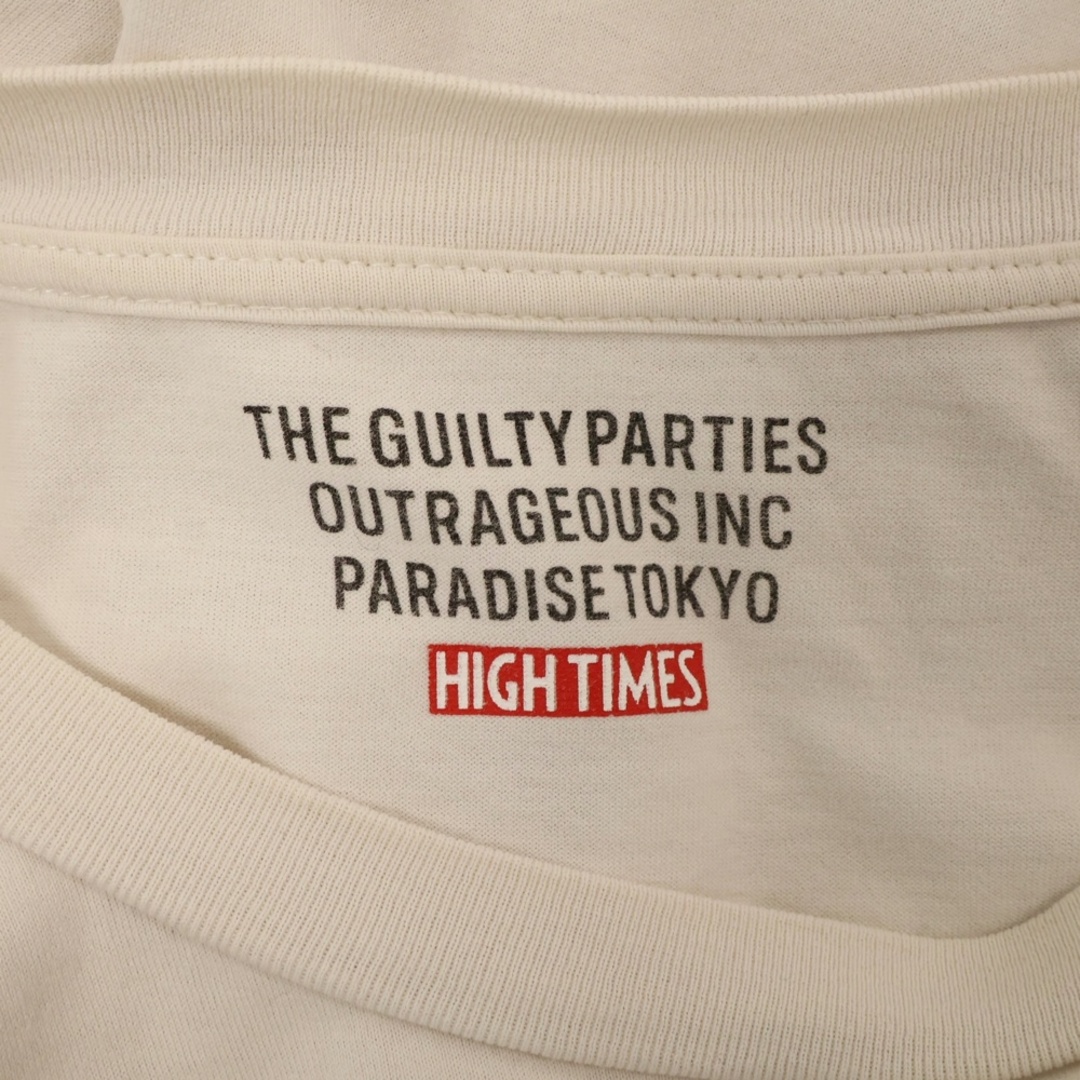 THE GUILTY PARTIES
OUTRAGEOUS INC
PARADISE TOKYO
HIGH TIMES